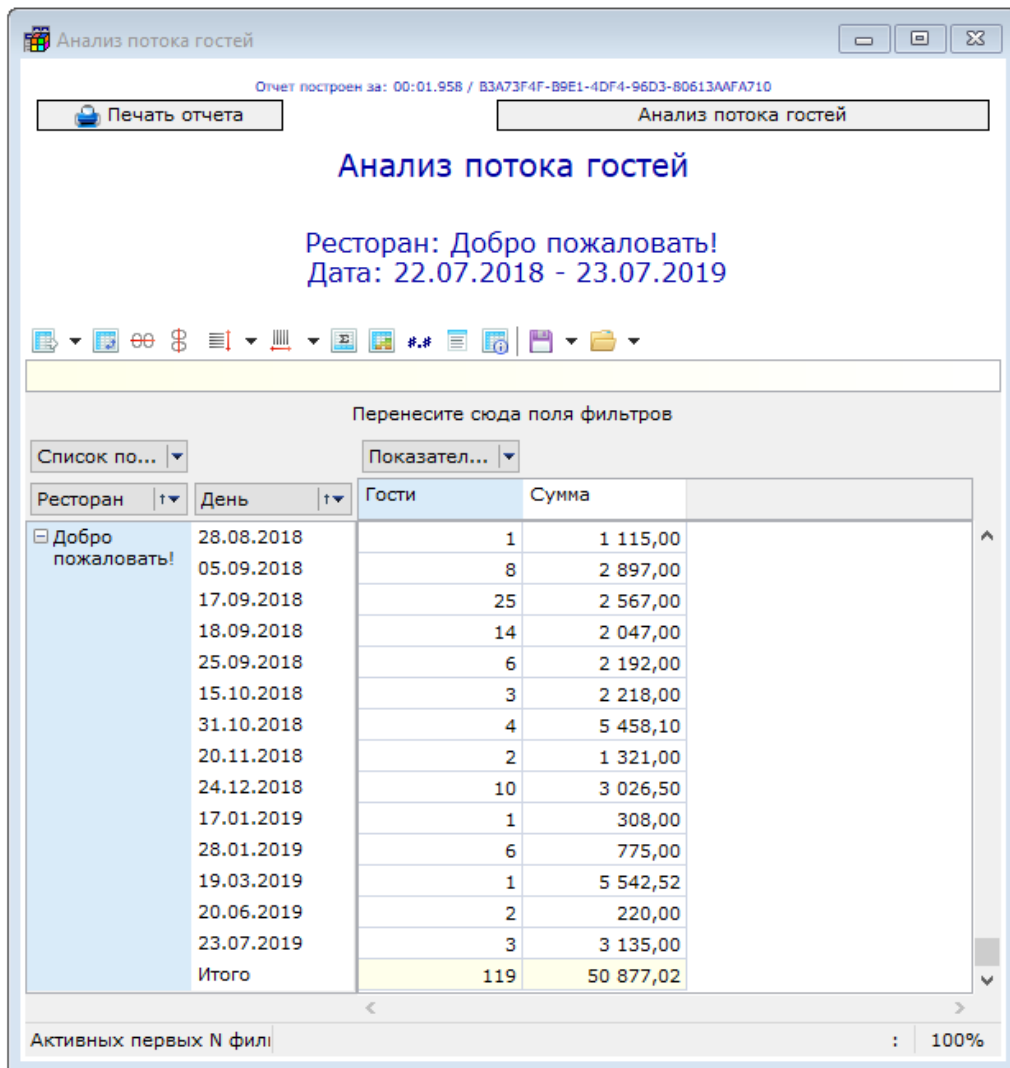 Анализ потока гостей
Отчет построен за: 00:01.958 / B3A73F4F-B9E1-4DF4-96D3-80613AAFA710
Печать отчета Анализ потока гостей
Анализ потока гостей
Ресторан: Добро пожаловать!
Дата: 22.07.2018 - 23.07.2019
#.#
Перенесите сюда поля фильтров
Список по... Показател...
Ресторан День Гости Сумма
Добро 28.08.2018 1 1 115,00
пожаловать! 05.09.2018 8 2 897,00
17.09.2018 25 2 567,00
18.09.2018 14 2 047,00
25.09.2018 6 2 192,00
15.10.2018 3 2 218,00
31.10.2018 4 5 458,10
20.11.2018 2 1 321,00
24.12.2018 10 3 026,50
17.01.2019 1 308,00
28.01.2019 6 775,00
19.03.2019 1 5 542,52
20.06.2019 2 220,00
23.07.2019 3 3 135,00
Итого 119 50 877,02
Активных первых N фил : 100%